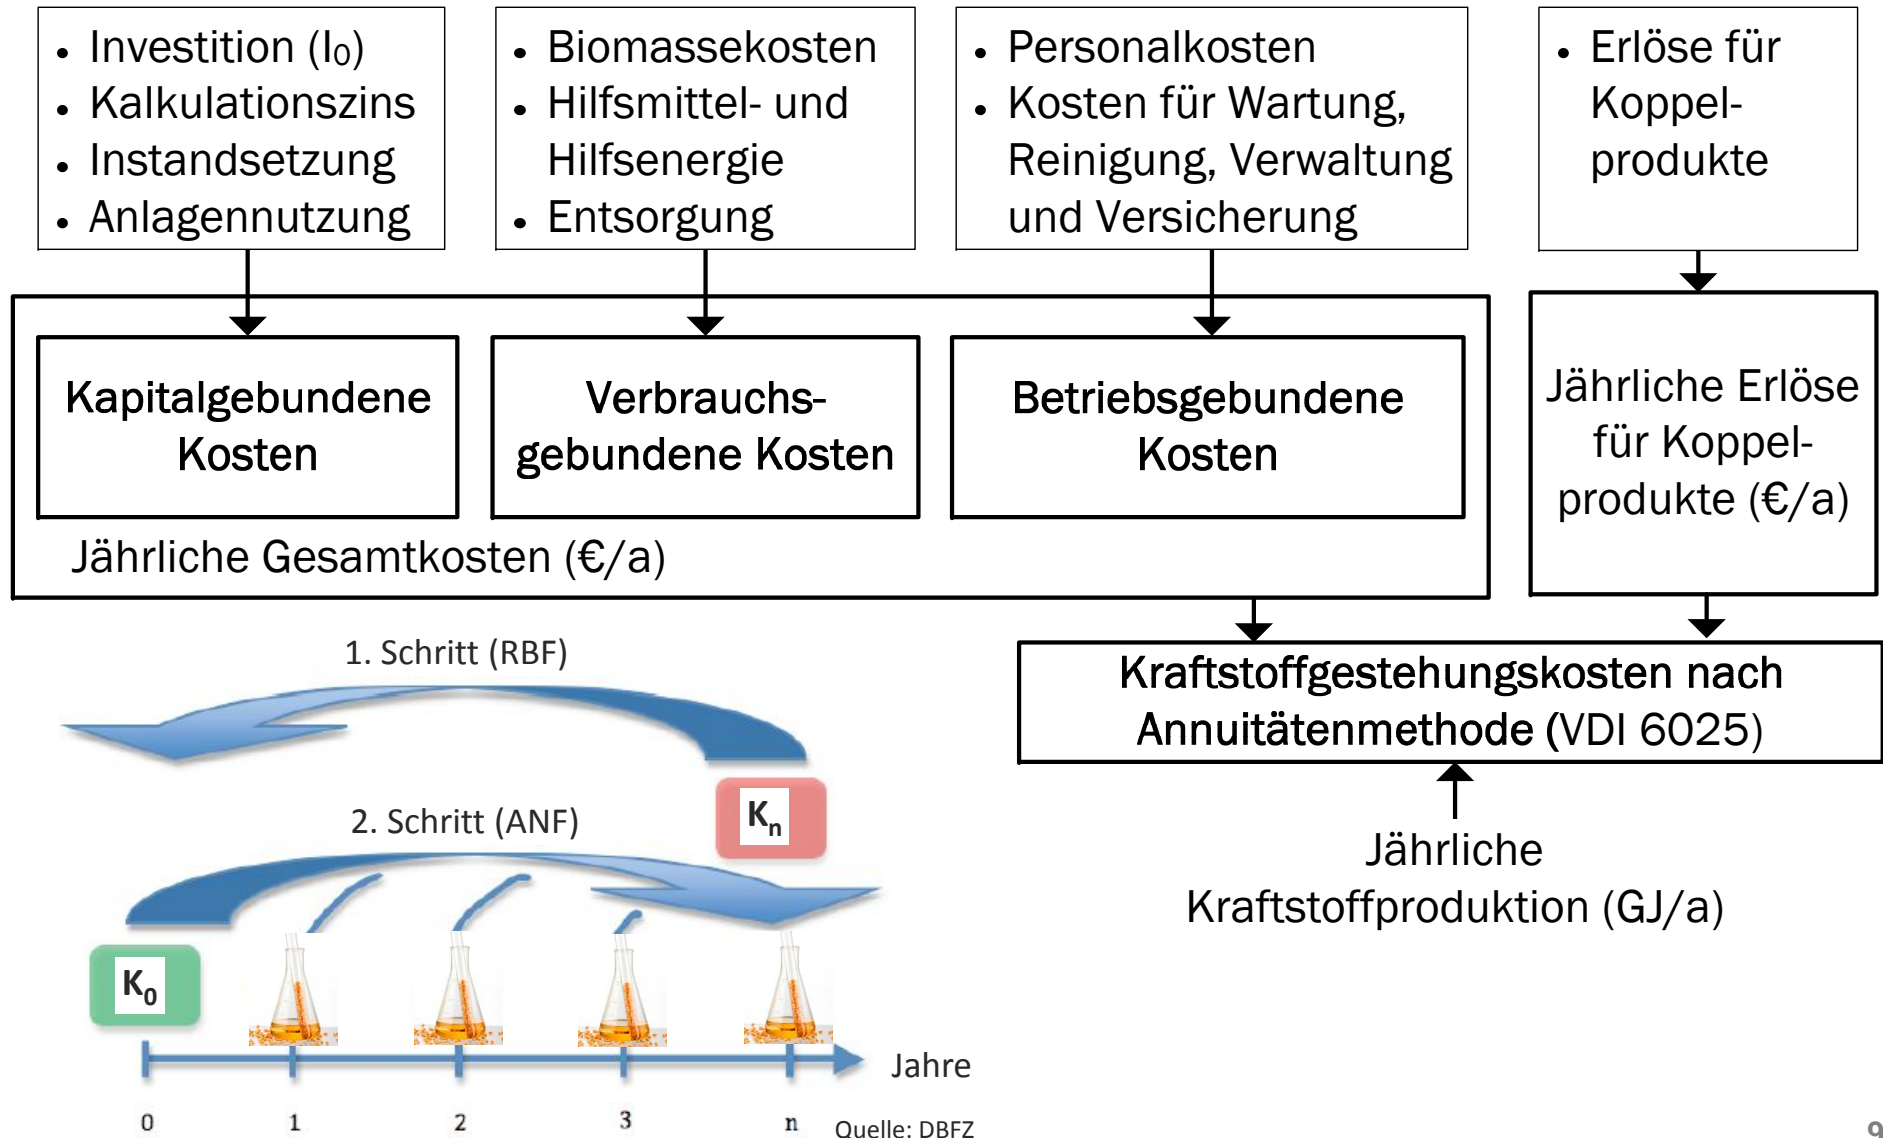 • Investition (I₀)
• Kalkulationszins
• Instandsetzung
• Anlagennutzung
• Biomassekosten
• Hilfsmittel- und
Hilfsenergie
• Entsorgung
• Personalkosten
• Kosten für Wartung,
Reinigung, Verwaltung
und Versicherung
• Erlöse für
Koppel-
produkte
Kapitalgebundene
Kosten
Verbrauchs-
gebundene Kosten
Betriebsgebundene
Kosten
Jährliche Gesamtkosten (€/a)
Jährliche Erlöse
für Koppel-
produkte (€/a)
Kraftstoffgestehungskosten nach
Annuitätenmethode (VDI 6025)
Jährliche
Kraftstoffproduktion (GJ/a)
1. Schritt (RBF)
Kₙ
2. Schritt (ANF)
K₀
Jahre
0 1 2 3 n
Quelle: DBFZ
9